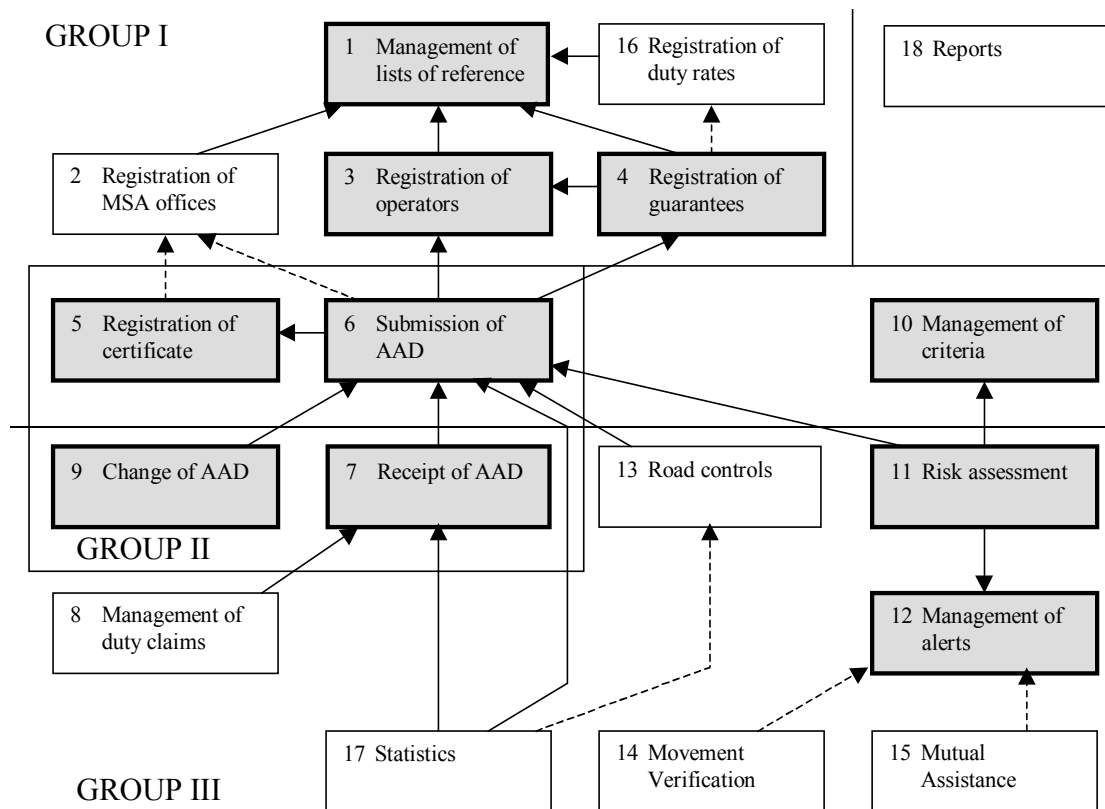 GROUP I
1 Management of
lists of reference
16 Registration of
duty rates
18 Reports
2 Registration of
MSA offices
3 Registration of
operators
4 Registration of
guarantees
5 Registration of
certificate
6 Submission of
AAD
10 Management of
criteria
9 Change of AAD
7 Receipt of AAD
13 Road controls
11 Risk assessment
GROUP II
8 Management of
duty claims
12 Management of
alerts
17 Statistics
14 Movement
Verification
15 Mutual
Assistance
GROUP III